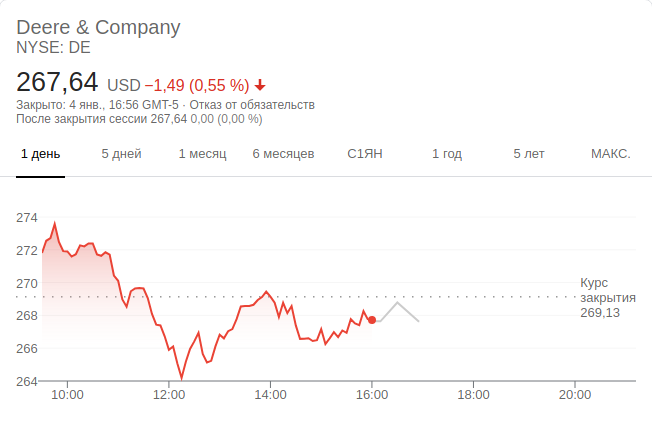 Deere & Company
NYSE: DE
267,64 USD −1,49 (0,55 %)
Закрыто: 4 янв., 16:56 GMT-5 · Отказ от обязательств
После закрытия сессии 267,64 0,00 (0,00 %)
1 день 5 дней 1 месяц 6 месяцев С1ЯН 1 год 5 лет МАКС.
274
272
270
268
266
264
Курс
закрытия
269,13
10:00 12:00 14:00 16:00 18:00 20:00